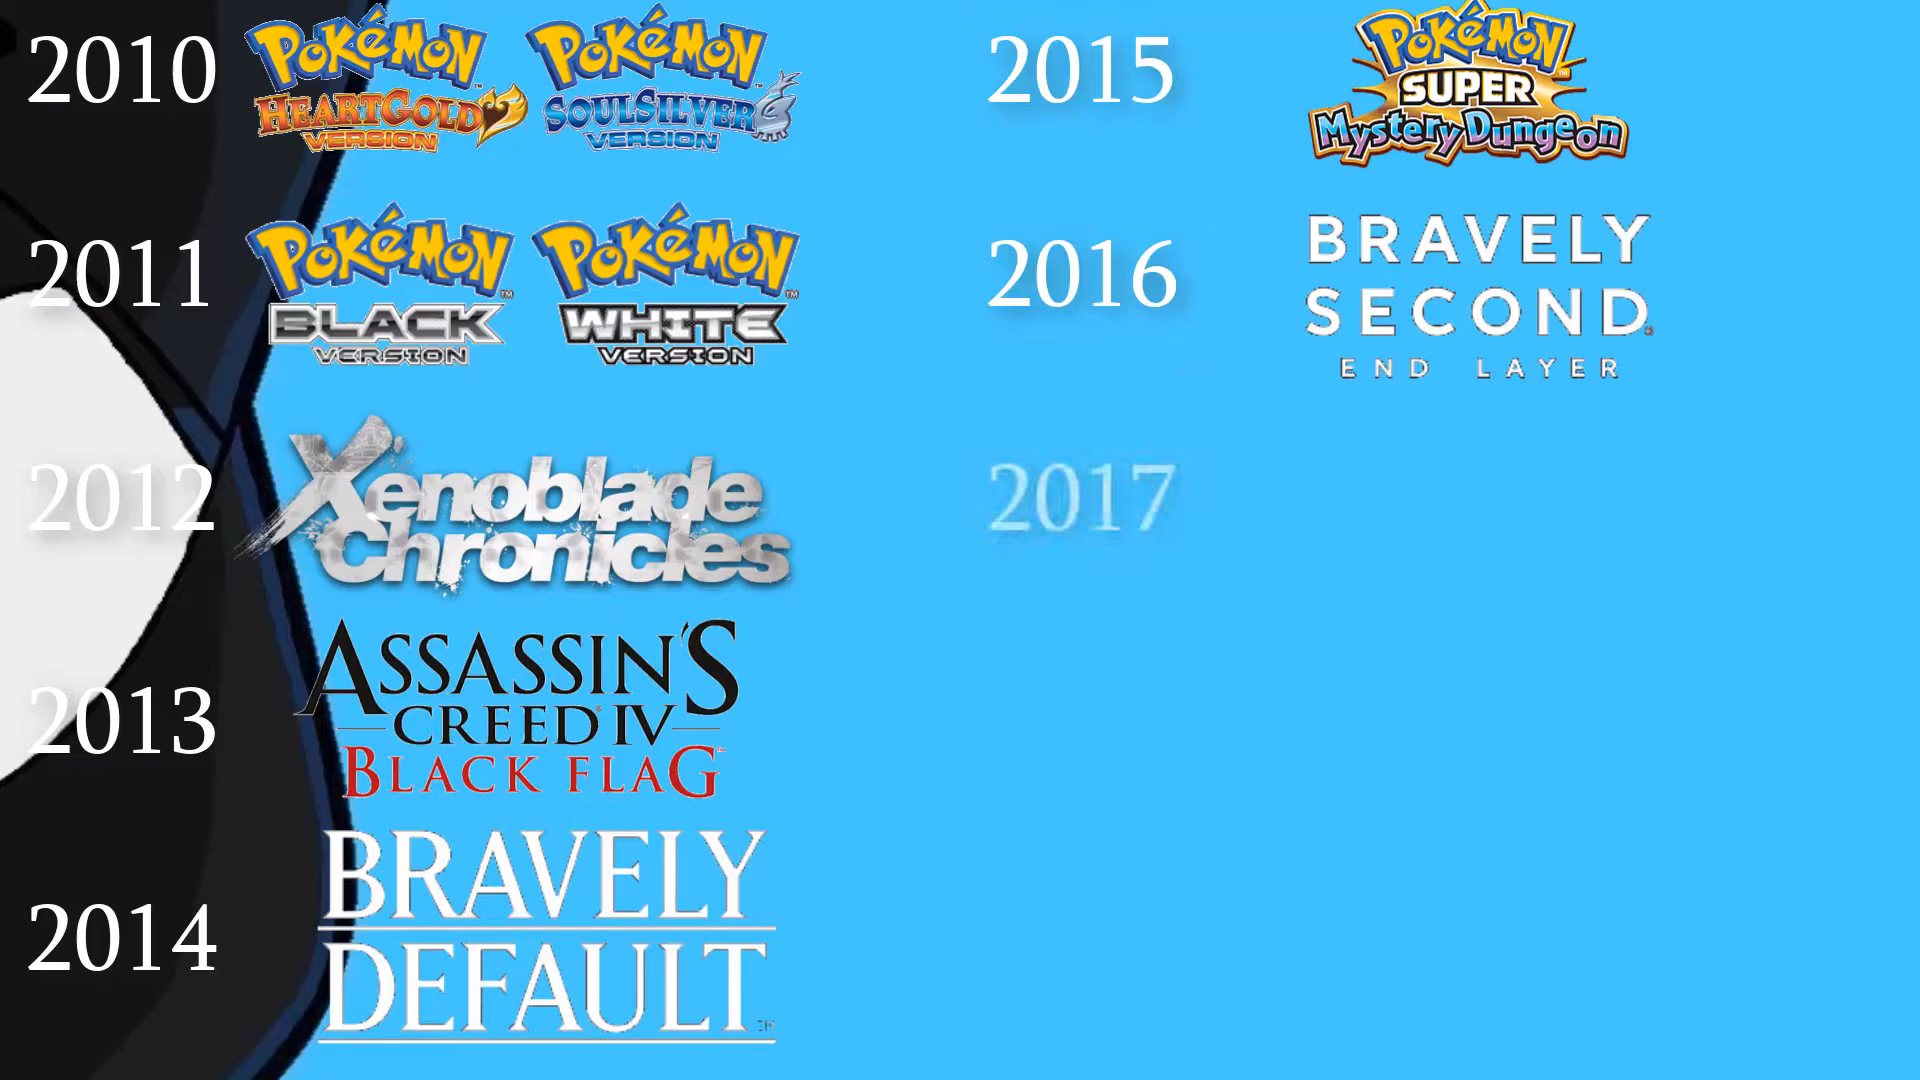 2010
POKéMON
HEARTGOLD
VERSION
POKéMON
SOULSILVER
VERSION
2011
POKéMON
BLACK
VERSION
POKéMON
WHITE
VERSION
2012
Xenoblade
Chronicles
2013
ASSASSIN'S
CREED IV
BLACK FLAG
2014
BRAVELY
DEFAULT
2015
POKéMON
SUPER
Mystery Dungeon
2016
BRAVELY
SECOND
END LAYER
2017